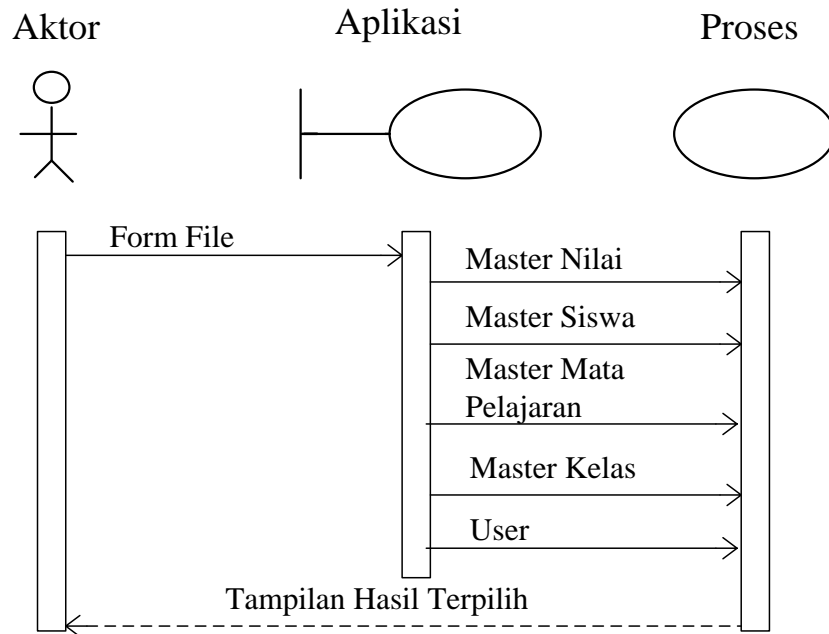 Aktor
Aplikasi
Proses
Form File
Master Nilai
Master Siswa
Master Mata
Pelajaran
Master Kelas
User
Tampilan Hasil Terpilih